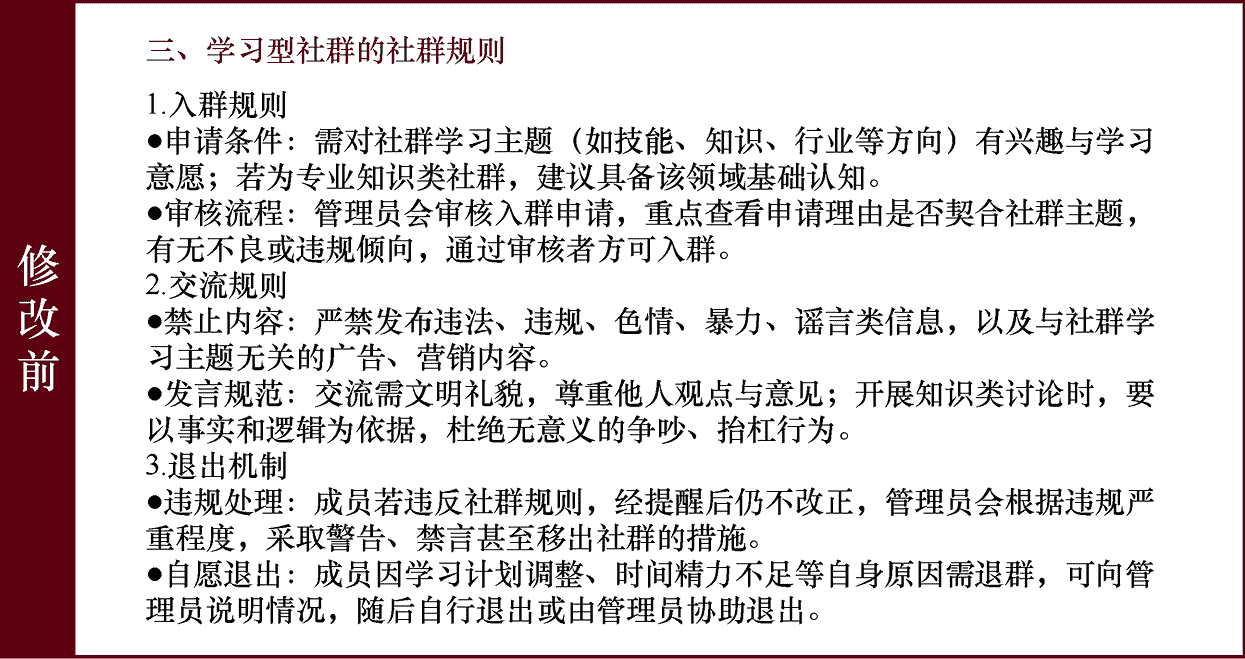 修改前
三、学习型社群的社群规则
1.入群规则
●申请条件：需对社群学习主题（如技能、知识、行业等方向）有兴趣与学习
意愿；若为专业知识类社群，建议具备该领域基础认知。
●审核流程：管理员会审核入群申请，重点查看申请理由是否契合社群主题，
有无不良或违规倾向，通过审核者方可入群。
2.交流规则
●禁止内容：严禁发布违法、违规、色情、暴力、谣言类信息，以及与社群学
习主题无关的广告、营销内容。
●发言规范：交流需文明礼貌，尊重他人观点与意见；开展知识类讨论时，要
以事实和逻辑为依据，杜绝无意义的争吵、抬杠行为。
3.退出机制
●违规处理：成员若违反社群规则，经提醒后仍不改正，管理员会根据违规严
重程度，采取警告、禁言甚至移出社群的措施。
●自愿退出：成员因学习计划调整、时间精力不足等自身原因需退群，可向管
理员说明情况，随后自行退出或由管理员协助退出。